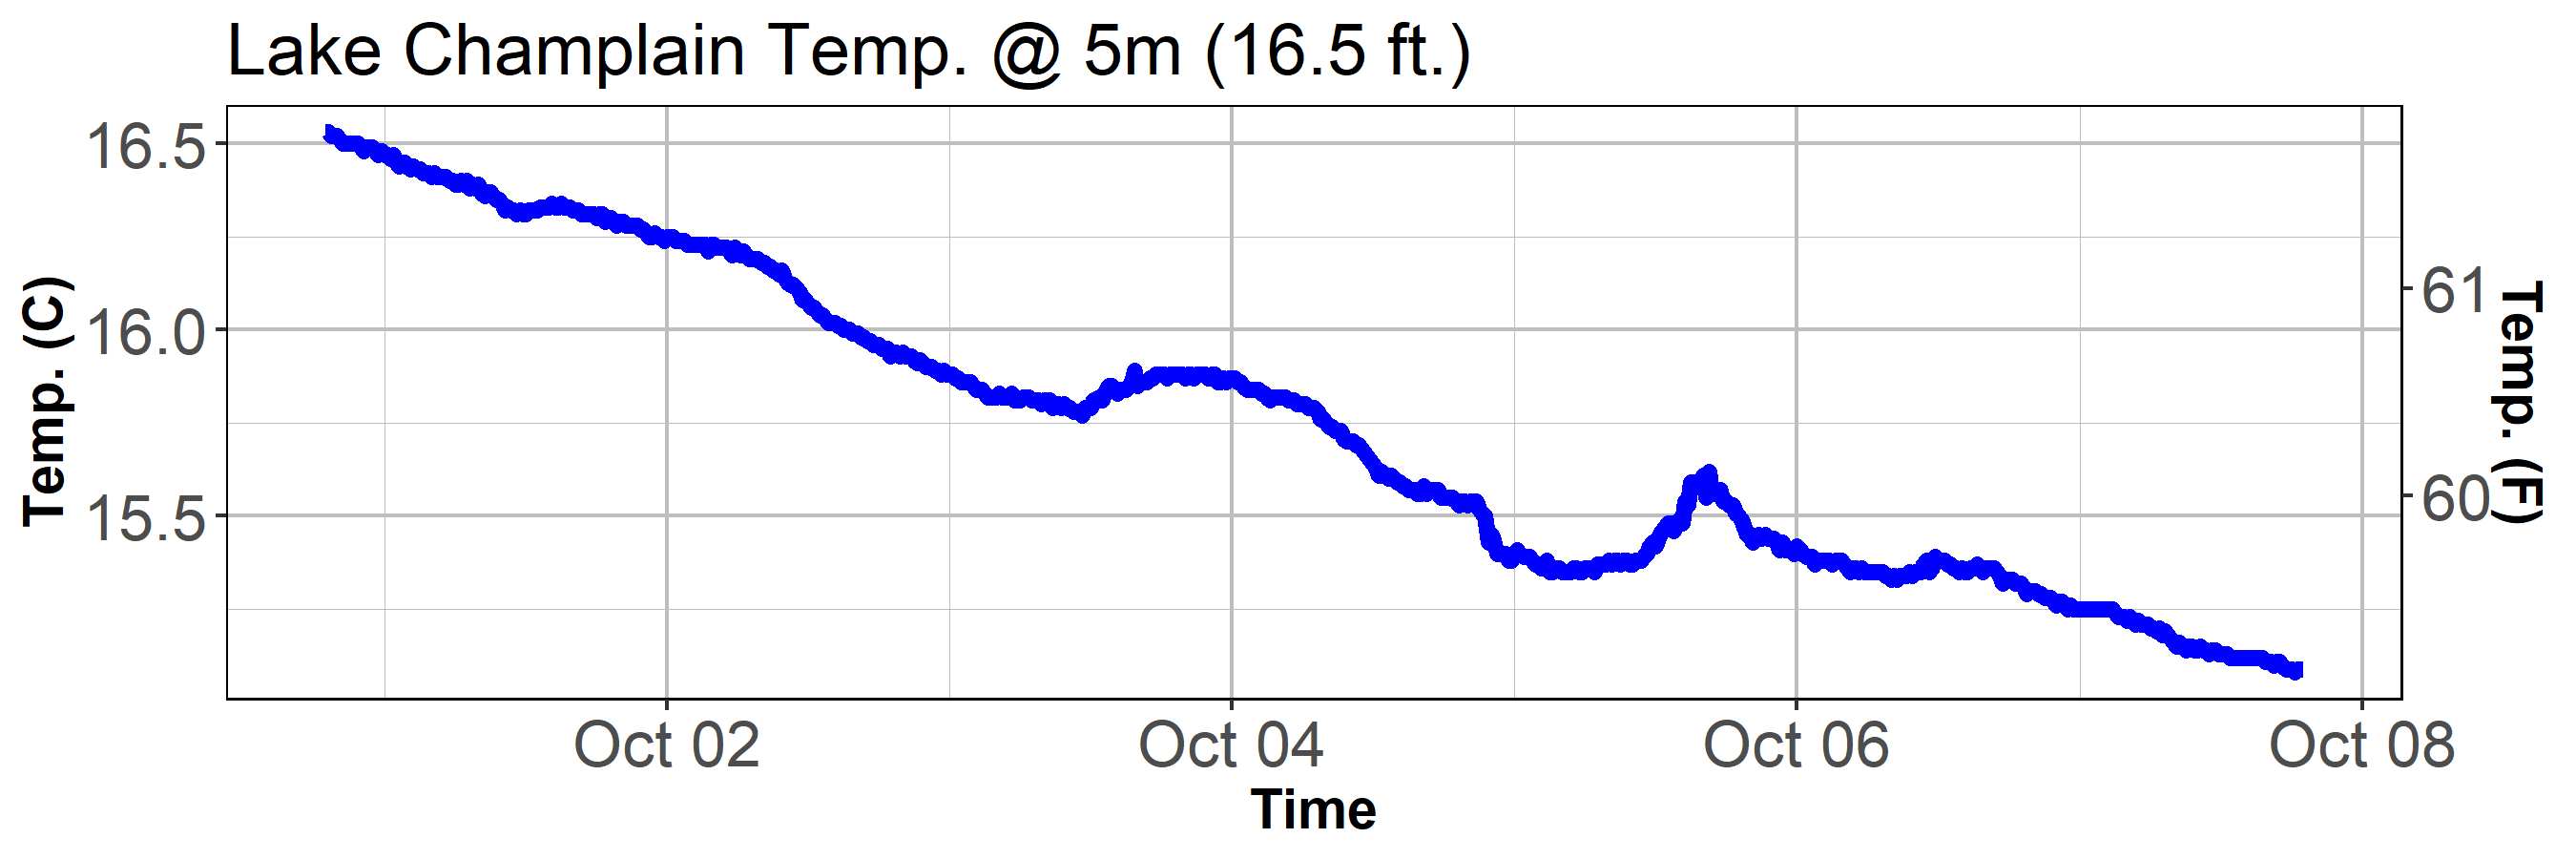 Lake Champlain Temp. @ 5m (16.5 ft.)
Temp. (C)
16.5
16.0
15.5
61
60
Temp. (F)
Oct 02 Oct 04 Oct 06 Oct 08
Time